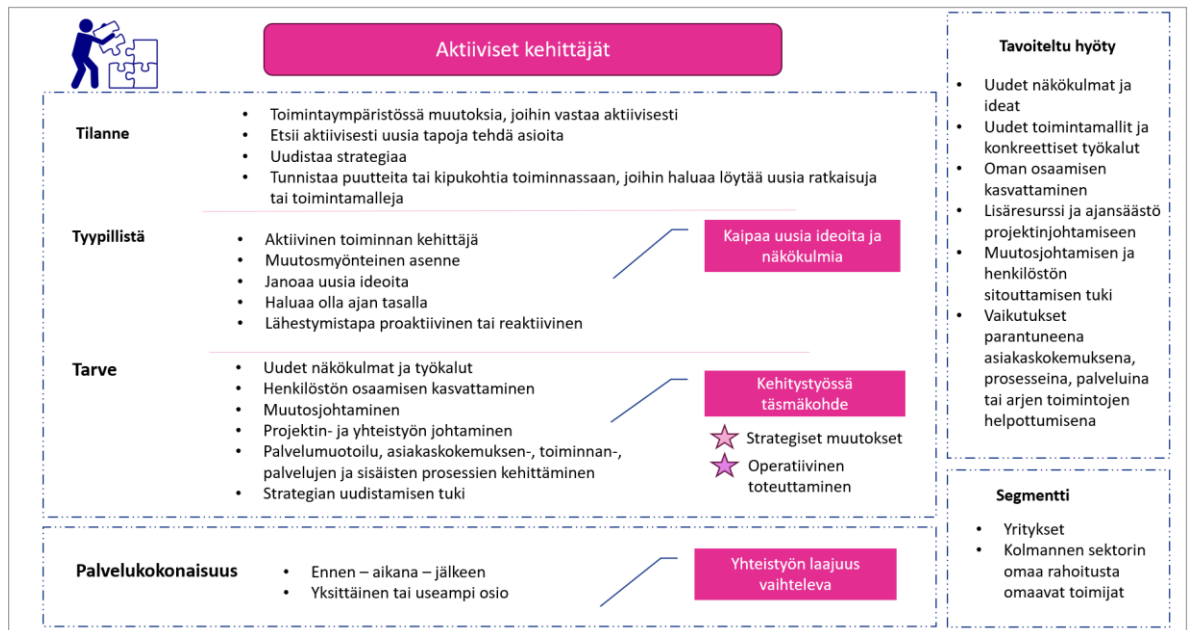 Aktiiviset kehittäjät
Tilanne
• Toimintaympäristössä muutoksia, joihin vastaa aktiivisesti
• Etsii aktiivisesti uusia tapoja tehdä asioita
• Uudistaa strategiaa
• Tunnistaa puutteita tai kipukohtia toiminnassaan, joihin haluaa löytää uusia ratkaisuja
tai toimintamalleja
Tyypillistä
• Aktiivinen toiminnan kehittäjä
• Muutosmyönteinen asenne
• Janoaa uusia ideoita
• Haluaa olla ajan tasalla
• Lähestymistapa proaktiivinen tai reaktiivinen
Kaipaa uusia ideoita ja
näkökulmia
Tarve
• Uudet näkökulmat ja työkalut
• Henkilöstön osaamisen kasvattaminen
• Muutosjohtaminen
• Projektin- ja yhteistyön johtaminen
• Palvelumuotoilu, asiakaskokemuksen-, toiminnan-,
palvelujen ja sisäisten prosessien kehittäminen
• Strategian uudistamisen tuki
Kehitystyössä
täsmäkohde
Strategiset muutokset
Operatiivinen
toteuttaminen
Palvelukokonaisuus
• Ennen – aikana – jälkeen
• Yksittäinen tai useampi osio
Yhteistyön laajuus
vaihteleva
Tavoiteltu hyöty
• Uudet näkökulmat ja
ideat
• Uudet toimintamallit ja
konkreettiset työkalut
• Oman osaamisen
kasvattaminen
• Lisäresurssi ja ajansäästö
projektinjohtamiseen
• Muutosjohtamisen ja
henkilöstön
sitouttamisen tuki
• Vaikutukset
parantuneena
asiakaskokemuksena,
prosesseina, palveluina
tai arjen toimintojen
helpottumisena
Segmentti
• Yritykset
• Kolmannen sektorin
omaa rahoitusta
omaavat toimijat